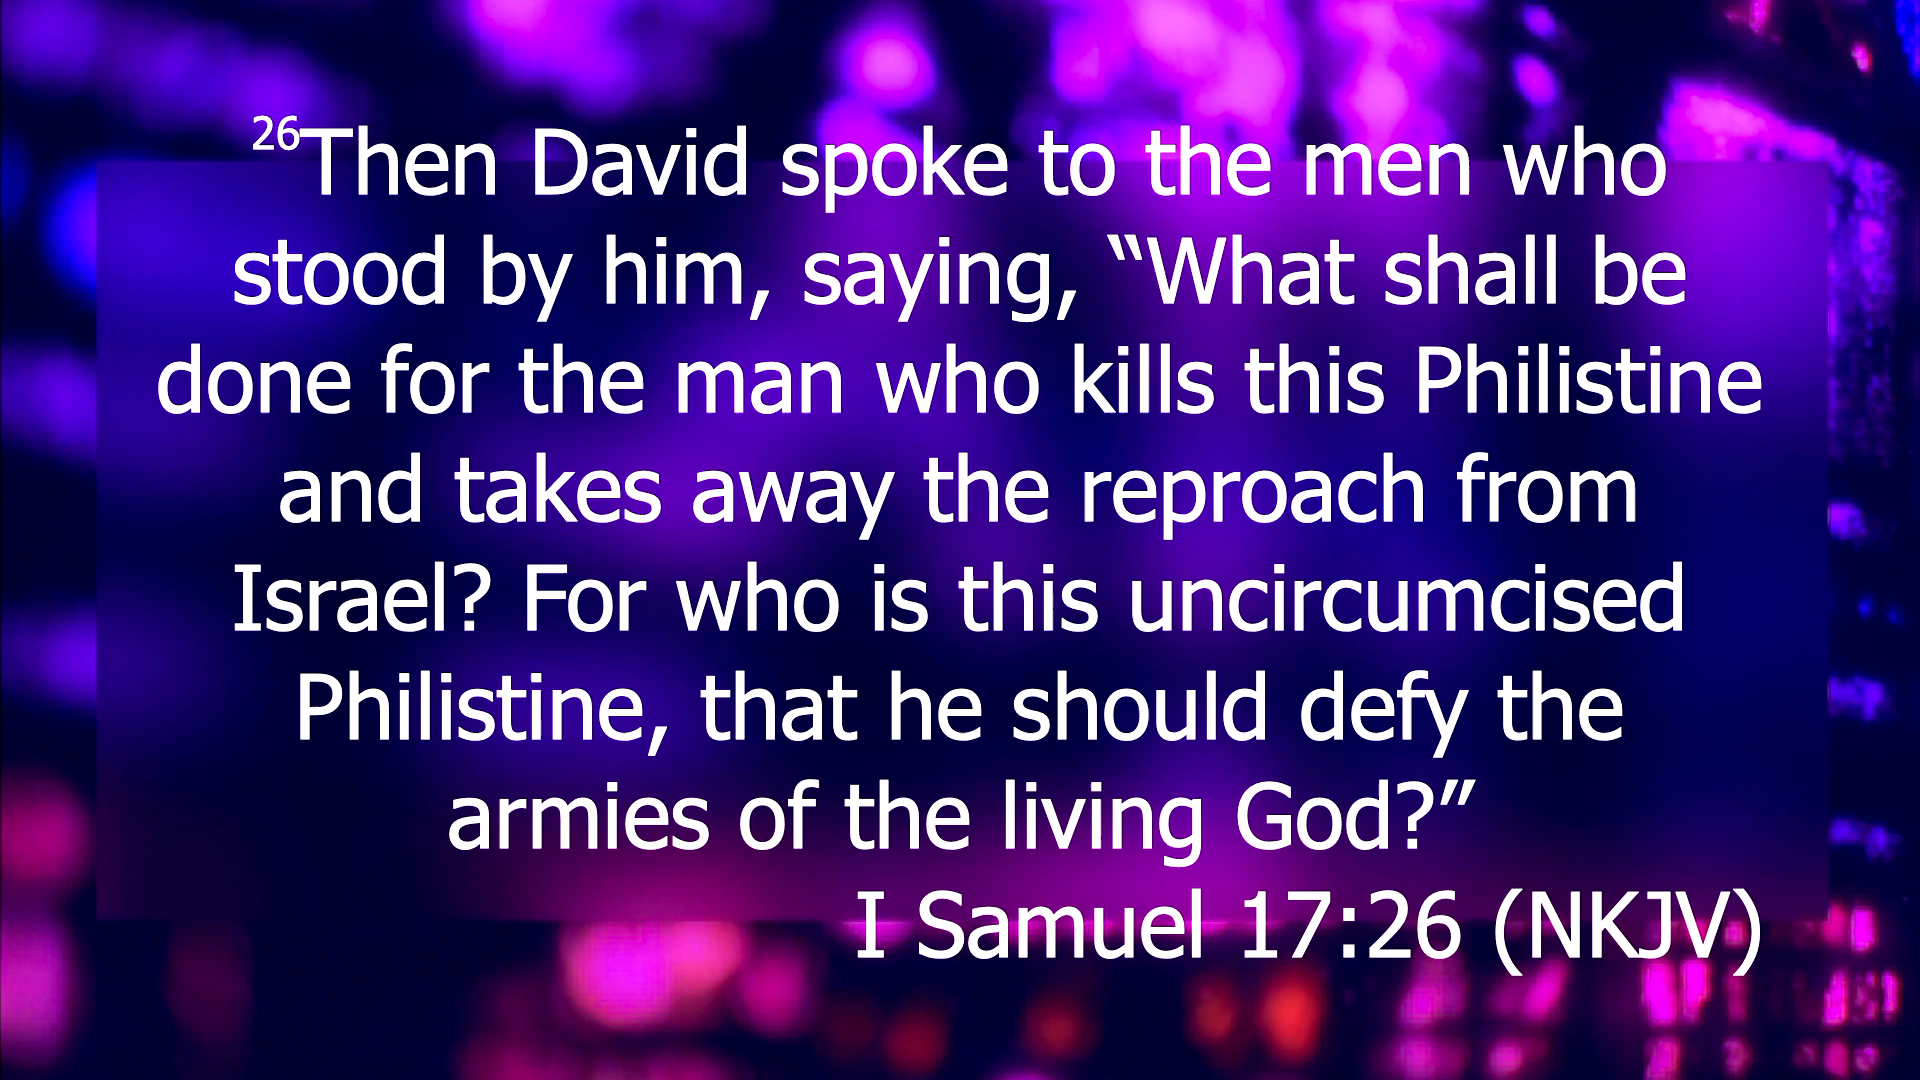 26Then David spoke to the men who
stood by him, saying, “What shall be
done for the man who kills this Philistine
and takes away the reproach from
Israel? For who is this uncircumcised
Philistine, that he should defy the
armies of the living God?”
I Samuel 17:26 (NKJV)